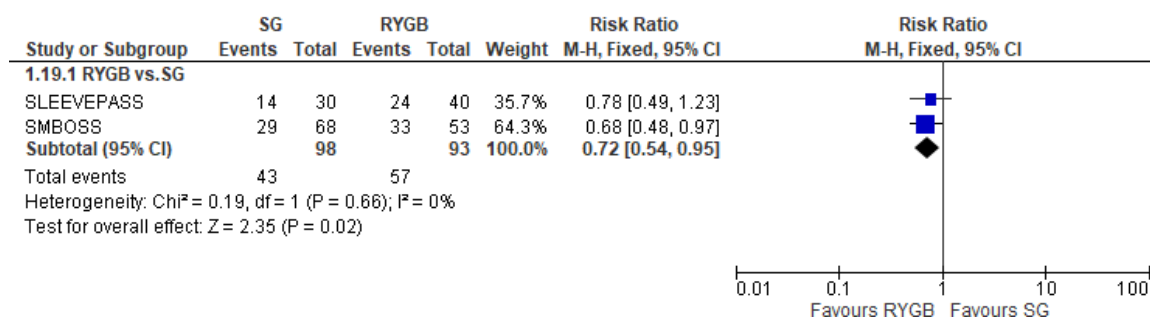 SG RYGB Risk Ratio Risk Ratio
Study or Subgroup Events Total Events Total Weight M-H, Fixed, 95% CI M-H, Fixed, 95% CI
1.19.1 RYGB vs.SG
SLEEVEPASS 14 30 24 40 35.7% 0.78 [0.49, 1.23]
SMBOSS 29 68 33 53 64.3% 0.68 [0.48, 0.97]
Subtotal (95% CI) 98 93 100.0% 0.72 [0.54, 0.95]
Total events 43 57
Heterogeneity: Chi² = 0.19, df = 1 (P = 0.66); I² = 0%
Test for overall effect: Z = 2.35 (P = 0.02)
0.01 0.1 1 10 100
Favours RYGB Favours SG